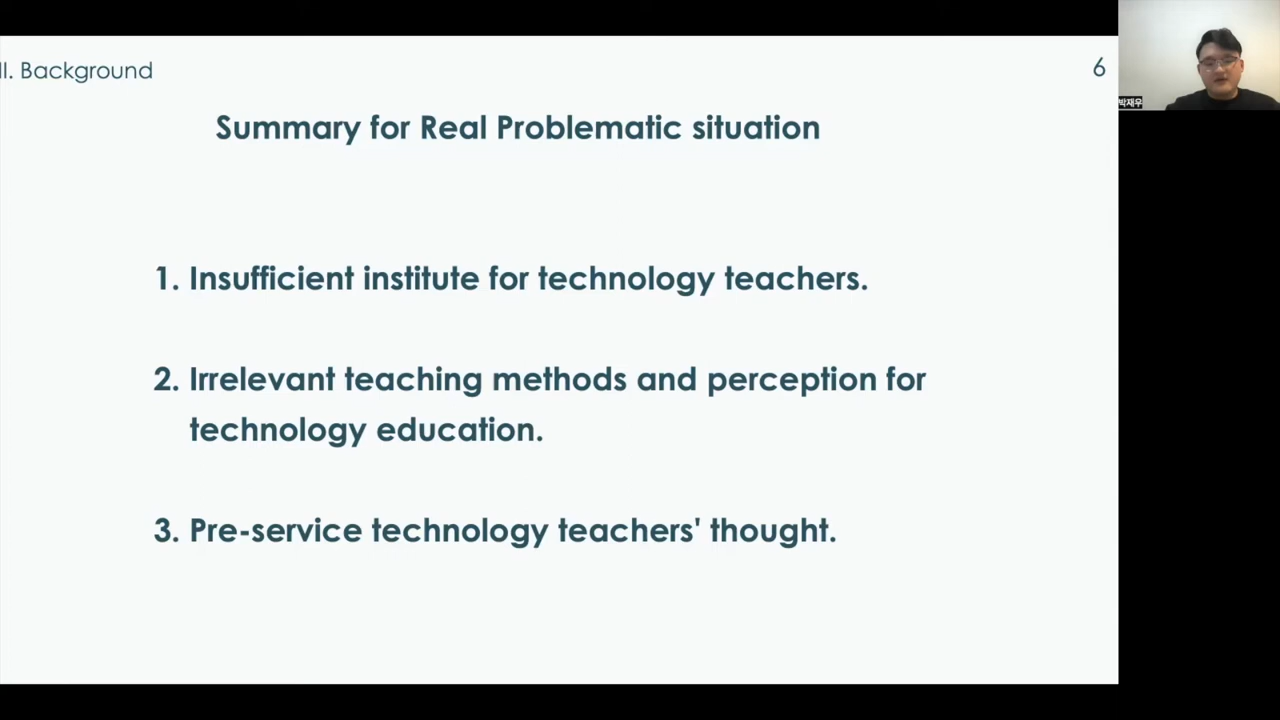 II. Background
6
박재우
Summary for Real Problematic situation
1. Insufficient institute for technology teachers.
2. Irrelevant teaching methods and perception for
technology education.
3. Pre-service technology teachers' thought.